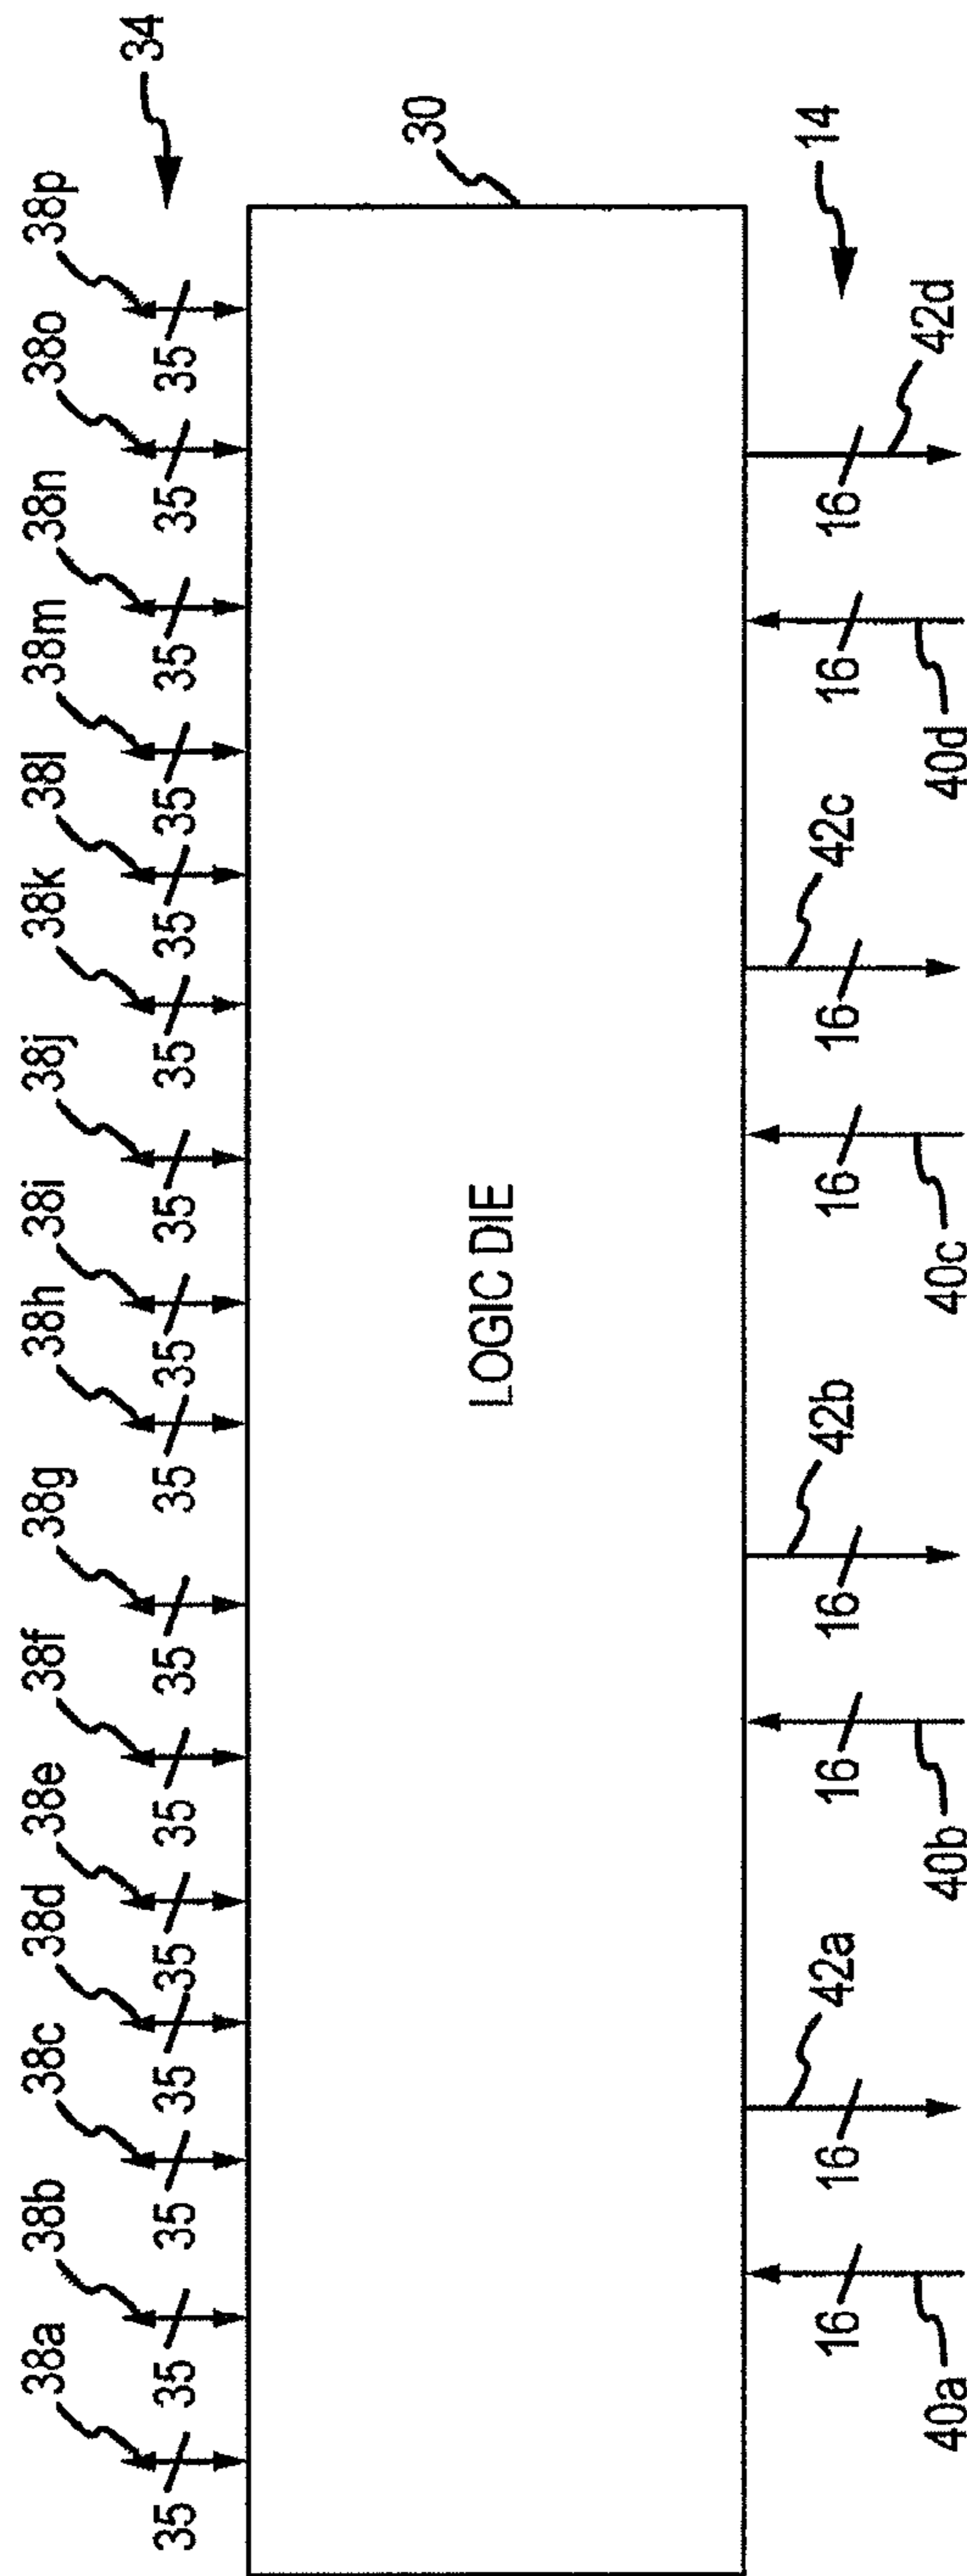 38a 38b 38c 38d 38e 38f 38g 38h 38i 38j 38k 38l 38m 38n 38o 38p 34
35 35 35 35 35 35 35 35 35 35 35 35 35 35 35 35
30
LOGIC DIE
14
42a 42b 42c 42d
16 16 16 16 16 16 16 16
40a 40b 40c 40d